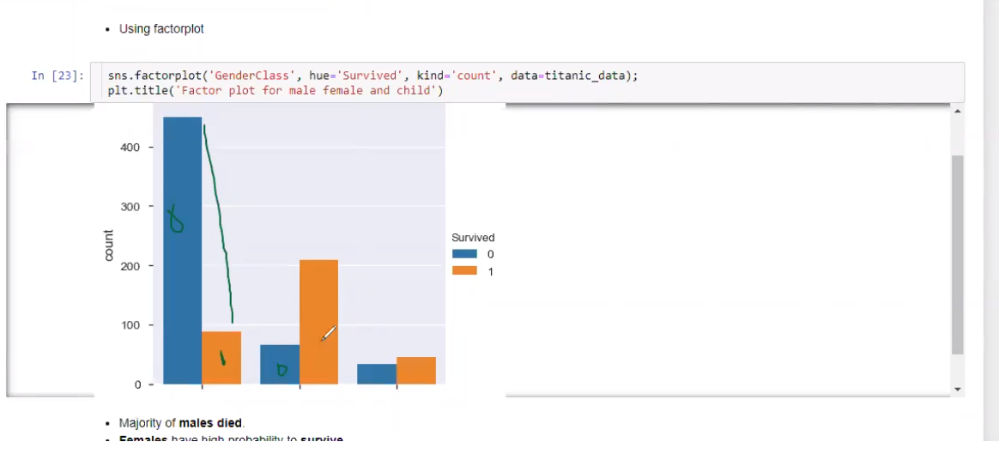 • Using factorplot
In [23]:
sns.factorplot('GenderClass', hue='Survived', kind='count', data=titanic_data);
plt.title('Factor plot for male female and child')
400
300
200
100
0
count
Survived
0
1
0
1
0
• Majority of males died.
• Females have high probability to survive